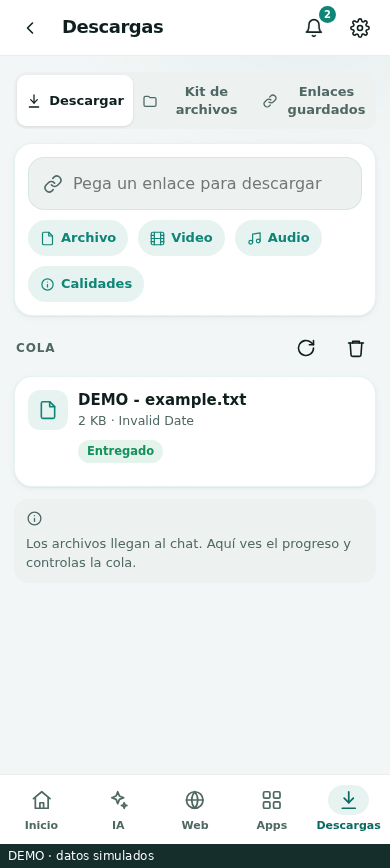 Descargas
2
Descargar
Kit de
archivos
Enlaces
guardados
Pega un enlace para descargar
Archivo
Video
Audio
Calidades
COLA
DEMO - example.txt
2 KB · Invalid Date
Entregado
Los archivos llegan al chat. Aquí ves el progreso y
controlas la cola.
Inicio
IA
Web
Apps
Descargas
DEMO · datos simulados